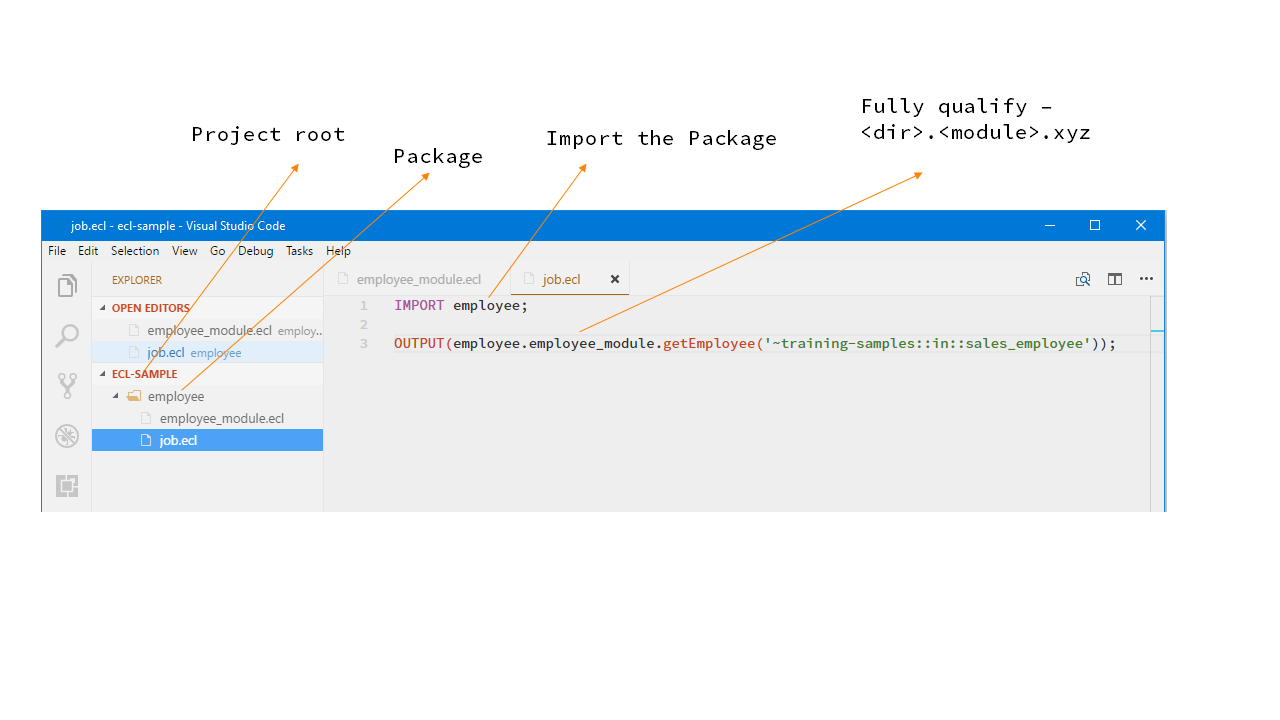 Fully qualify –
<dir>.<module>.xyz
Project root
Import the Package
Package
job.ecl - ecl-sample - Visual Studio Code
File Edit Selection View Go Debug Tasks Help
EXPLORER
employee_module.ecl
job.ecl
OPEN EDITORS
employee_module.ecl employ...
job.ecl employee
ECL-SAMPLE
employee
employee_module.ecl
job.ecl
1 IMPORT employee;
2
3 OUTPUT(employee.employee_module.getEmployee('~training-samples::in::sales_employee'));